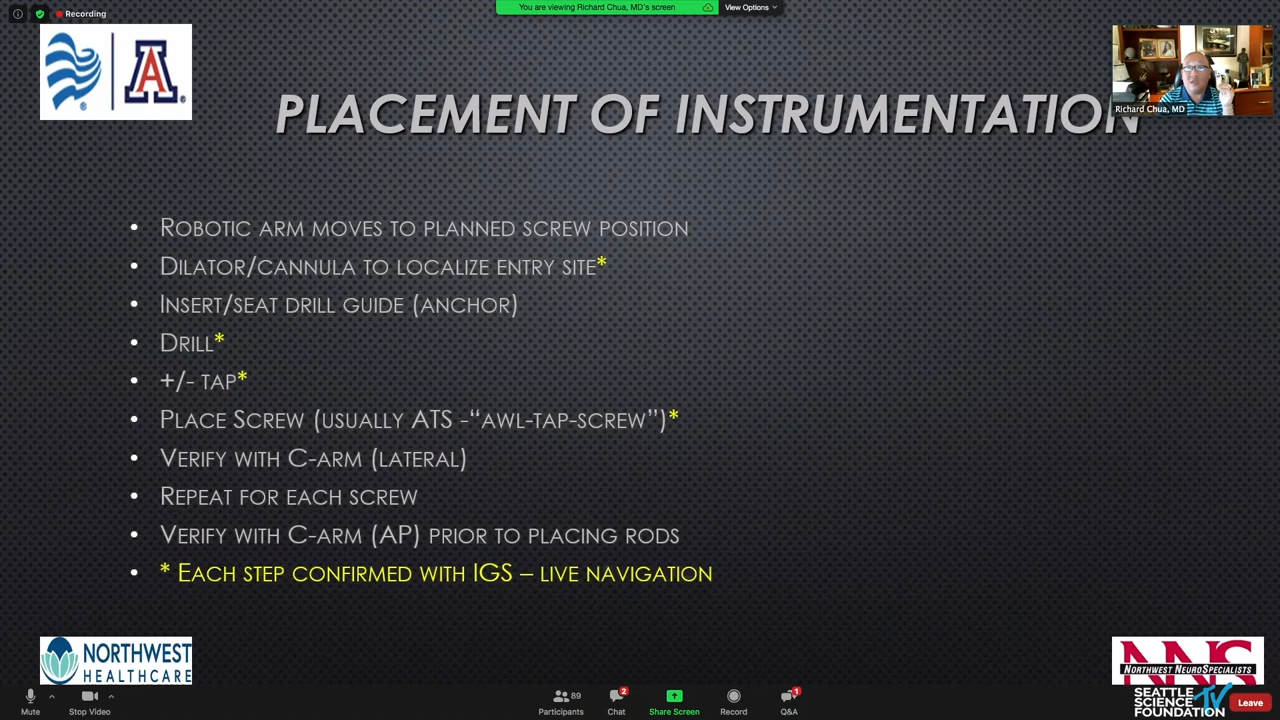 Recording
You are viewing Richard Chua, MD's screen
View Options
A
PLACEMENT OF INSTRUMENTATION
Richard Chua, MD
• ROBOTIC ARM MOVES TO PLANNED SCREW POSITION
• DILATOR/CANNULA TO LOCALIZE ENTRY SITE*
• INSERT/SEAT DRILL GUIDE (ANCHOR)
• DRILL*
• +/- TAP*
• PLACE SCREW (USUALLY ATS -“AWL-TAP-SCREW”)*
• VERIFY WITH C-ARM (LATERAL)
• REPEAT FOR EACH SCREW
• VERIFY WITH C-ARM (AP) PRIOR TO PLACING RODS
• * EACH STEP CONFIRMED WITH IGS – LIVE NAVIGATION
NORTHWEST
HEALTHCARE
NNS
NORTHWEST NEUROSPECIALISTS
SEATTLE
SCIENCE
FOUNDATION
TV
Mute
Stop Video
89
Participants
2
Chat
Share Screen
Record
1
Q&A
Leave